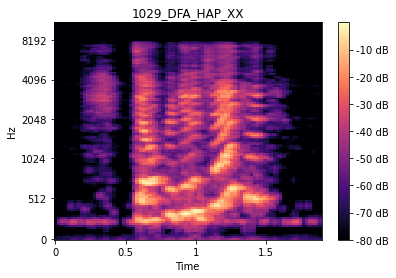 1029_DFA_HAP_XX
8192
4096
2048
1024
512
0
Hz
0
0.5
1
1.5
Time
-10 dB
-20 dB
-30 dB
-40 dB
-50 dB
-60 dB
-70 dB
-80 dB